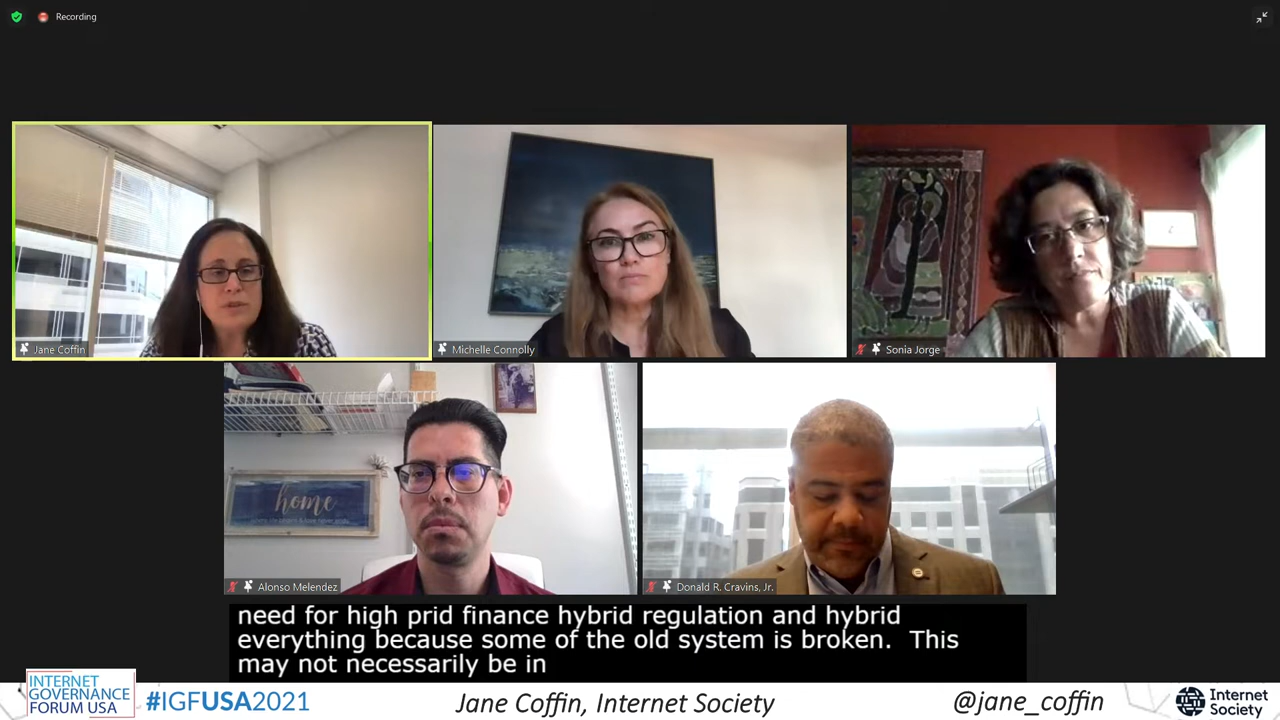 Recording
Jane Coffin
Michelle Connolly
Sonia Jorge
home
Alonso Melendez
Donald R. Cravins, Jr.
need for high prid finance hybrid regulation and hybrid
everything because some of the old system is broken.  This
may not necessarily be in
INTERNET
GOVERNANCE
FORUM USA
#IGFUSA2021
Jane Coffin, Internet Society
@jane_coffin
Internet
Society